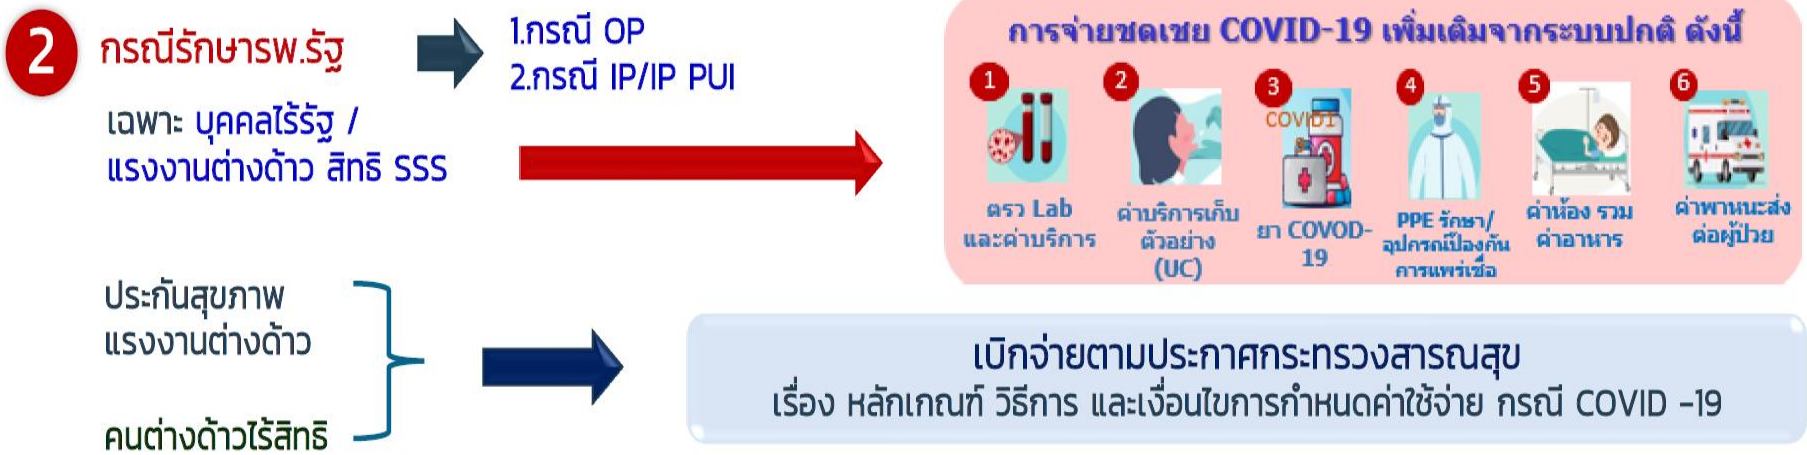 2 กรณีรักษารพ.รัฐ
1.กรณี OP
2.กรณี IP/IP PUI
เฉพาะ บุคคลไร้รัฐ /
แรงงานต่างด้าว สิทธิ SSS
การจ่ายชดเชย COVID-19 เพิ่มเติมจากระบบปกติ ดังนี้
1
ตรว Lab
และค่าบริการ
2
ค่าบริการเก็บ
ตัวอย่าง
(UC)
3
COVID1
ยา COVOD-
19
4
PPE รักษา/
อุปกรณ์ป้องกัน
การแพร่เชื้อ
5
ค่าห้อง รวม
ค่าอาหาร
6
ค่าพาหนะส่ง
ต่อผู้ป่วย
ประกันสุขภาพ
แรงงานต่างด้าว
คนต่างด้าวไร้สิทธิ
เบิกจ่ายตามประกาศกระทรวงสารณสุข
เรื่อง หลักเกณฑ์ วิธีการ และเงื่อนไขการกำหนดค่าใช้จ่าย กรณี COVID -19